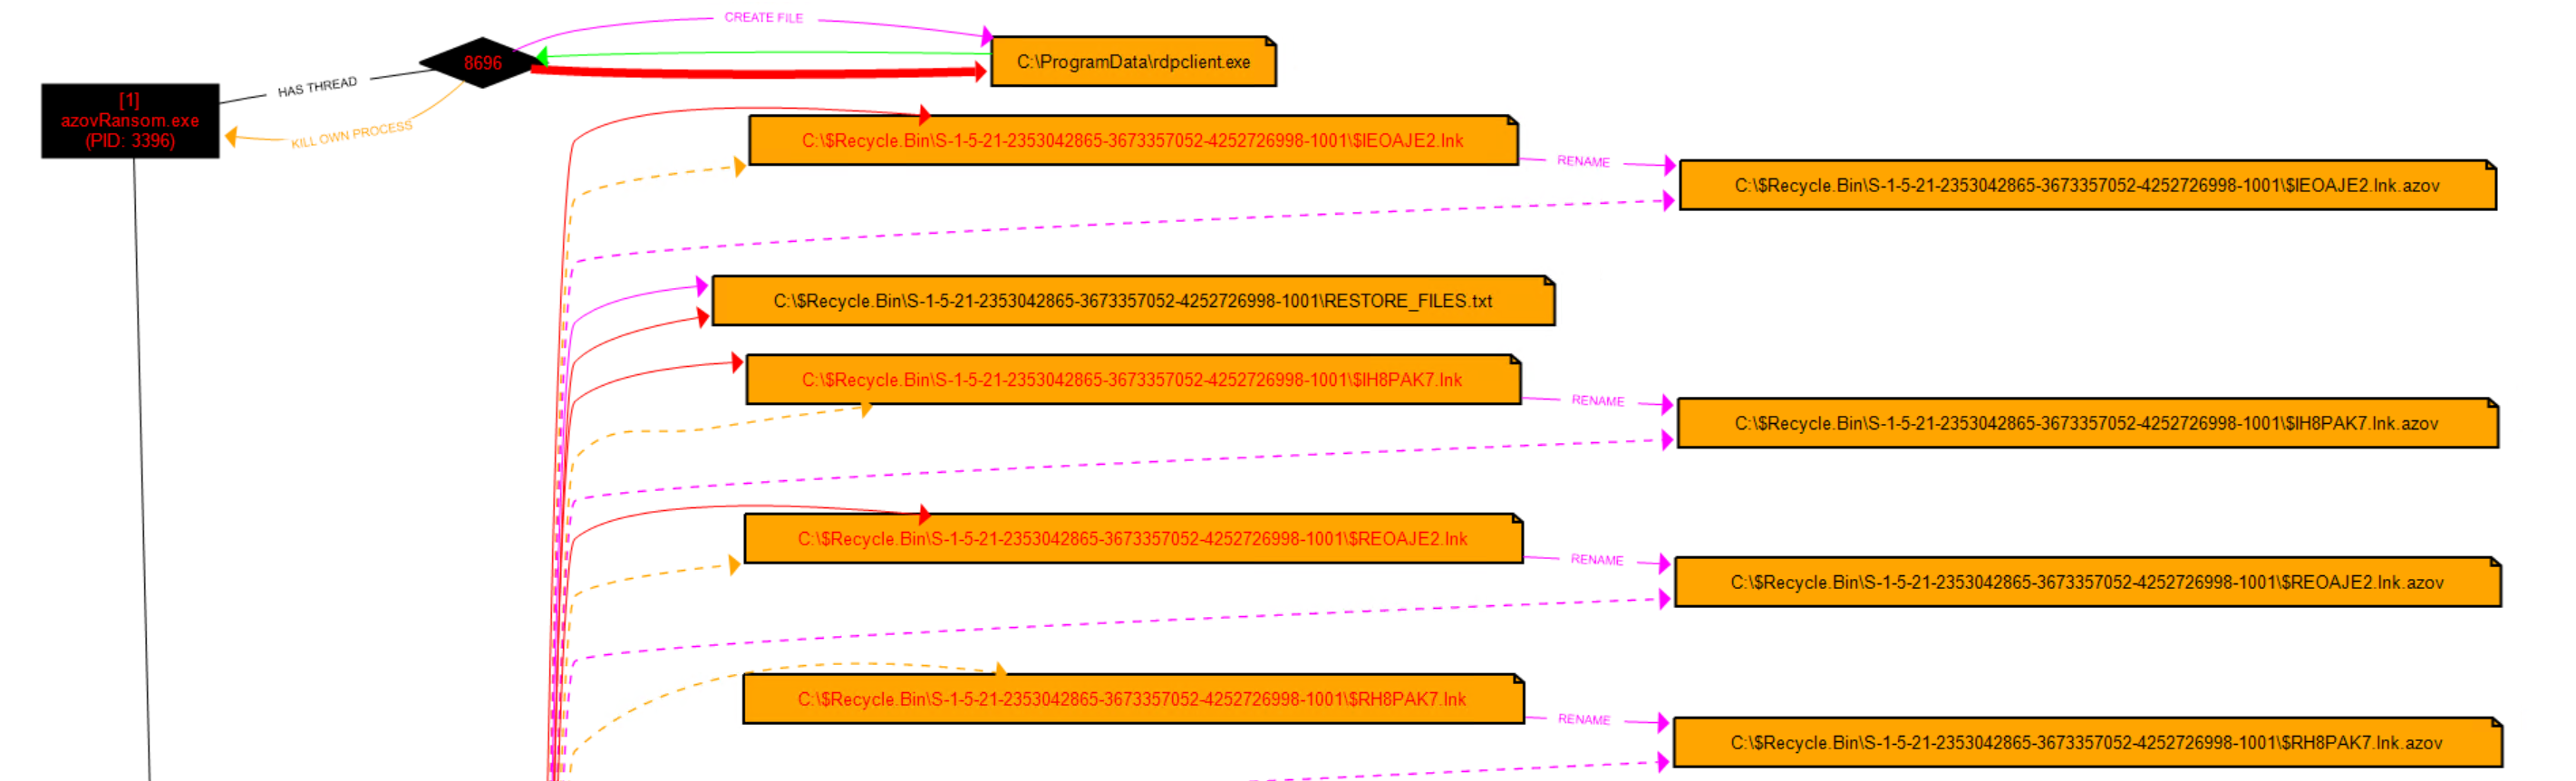 CREATE FILE
8696
C:\ProgramData\rdpclient.exe
HAS THREAD
[1]
azovRansom.exe
(PID: 3396)
KILL OWN PROCESS
C:\$Recycle.Bin\S-1-5-21-2353042865-3673357052-4252726998-1001\$IEOAJE2.lnk
RENAME
C:\$Recycle.Bin\S-1-5-21-2353042865-3673357052-4252726998-1001\$IEOAJE2.lnk.azov
C:\$Recycle.Bin\S-1-5-21-2353042865-3673357052-4252726998-1001\RESTORE_FILES.txt
C:\$Recycle.Bin\S-1-5-21-2353042865-3673357052-4252726998-1001\$IH8PAK7.lnk
RENAME
C:\$Recycle.Bin\S-1-5-21-2353042865-3673357052-4252726998-1001\$IH8PAK7.lnk.azov
C:\$Recycle.Bin\S-1-5-21-2353042865-3673357052-4252726998-1001\$REOAJE2.lnk
RENAME
C:\$Recycle.Bin\S-1-5-21-2353042865-3673357052-4252726998-1001\$REOAJE2.lnk.azov
C:\$Recycle.Bin\S-1-5-21-2353042865-3673357052-4252726998-1001\$RH8PAK7.lnk
RENAME
C:\$Recycle.Bin\S-1-5-21-2353042865-3673357052-4252726998-1001\$RH8PAK7.lnk.azov